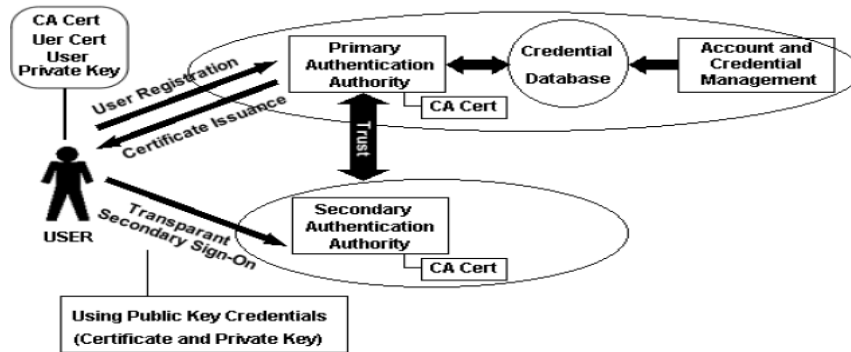 CA Cert
Uer Cert
User
Private Key
User Registration
Certificate Issuance
USER
Transparant
Secondary Sign-On
Using Public Key Credentials
(Certificate and Private Key)
Primary
Authentication
Authority
CA Cert
Credential
Database
Account and
Credential
Management
Trust
Secondary
Authentication
Authority
CA Cert